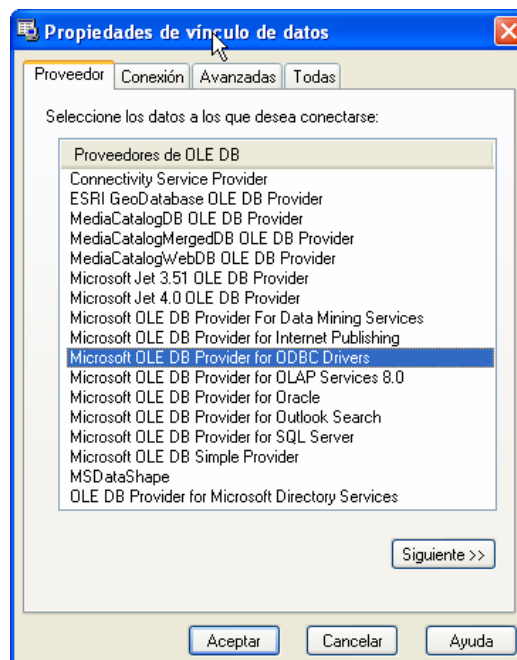 Propiedades de vínculo de datos
Proveedor Conexión Avanzadas Todas
Seleccione los datos a los que desea conectarse:
Proveedores de OLE DB
Connectivity Service Provider
ESRI GeoDatabase OLE DB Provider
MediaCatalogDB OLE DB Provider
MediaCatalogMergedDB OLE DB Provider
MediaCatalogWebDB OLE DB Provider
Microsoft Jet 3.51 OLE DB Provider
Microsoft Jet 4.0 OLE DB Provider
Microsoft OLE DB Provider For Data Mining Services
Microsoft OLE DB Provider for Internet Publishing
Microsoft OLE DB Provider for ODBC Drivers
Microsoft OLE DB Provider for OLAP Services 8.0
Microsoft OLE DB Provider for Oracle
Microsoft OLE DB Provider for Outlook Search
Microsoft OLE DB Provider for SQL Server
Microsoft OLE DB Simple Provider
MSDataShape
OLE DB Provider for Microsoft Directory Services
Siguiente >>
Aceptar Cancelar Ayuda